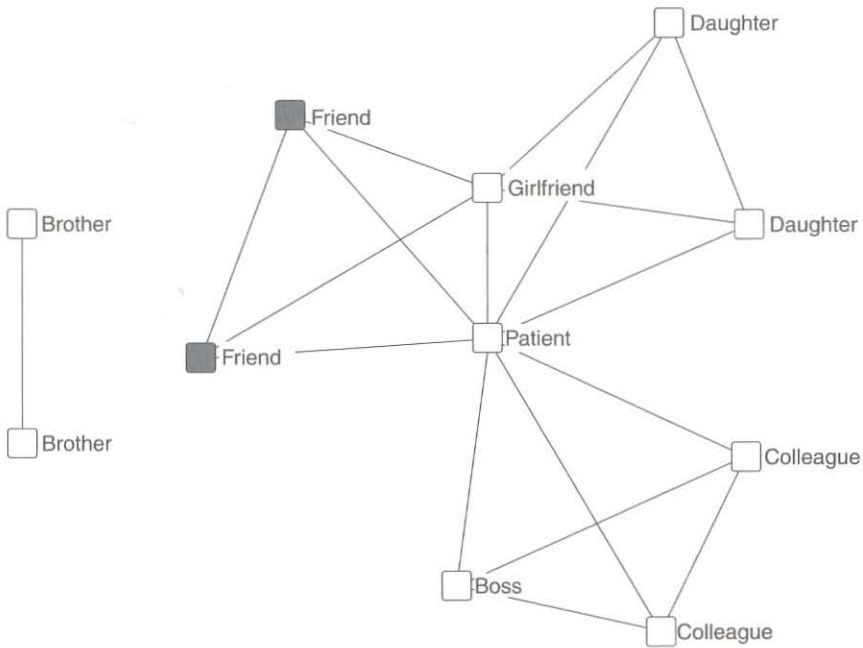 Daughter
Friend
Girlfriend
Brother
Daughter
Patient
Friend
Brother
Colleague
Boss
Colleague